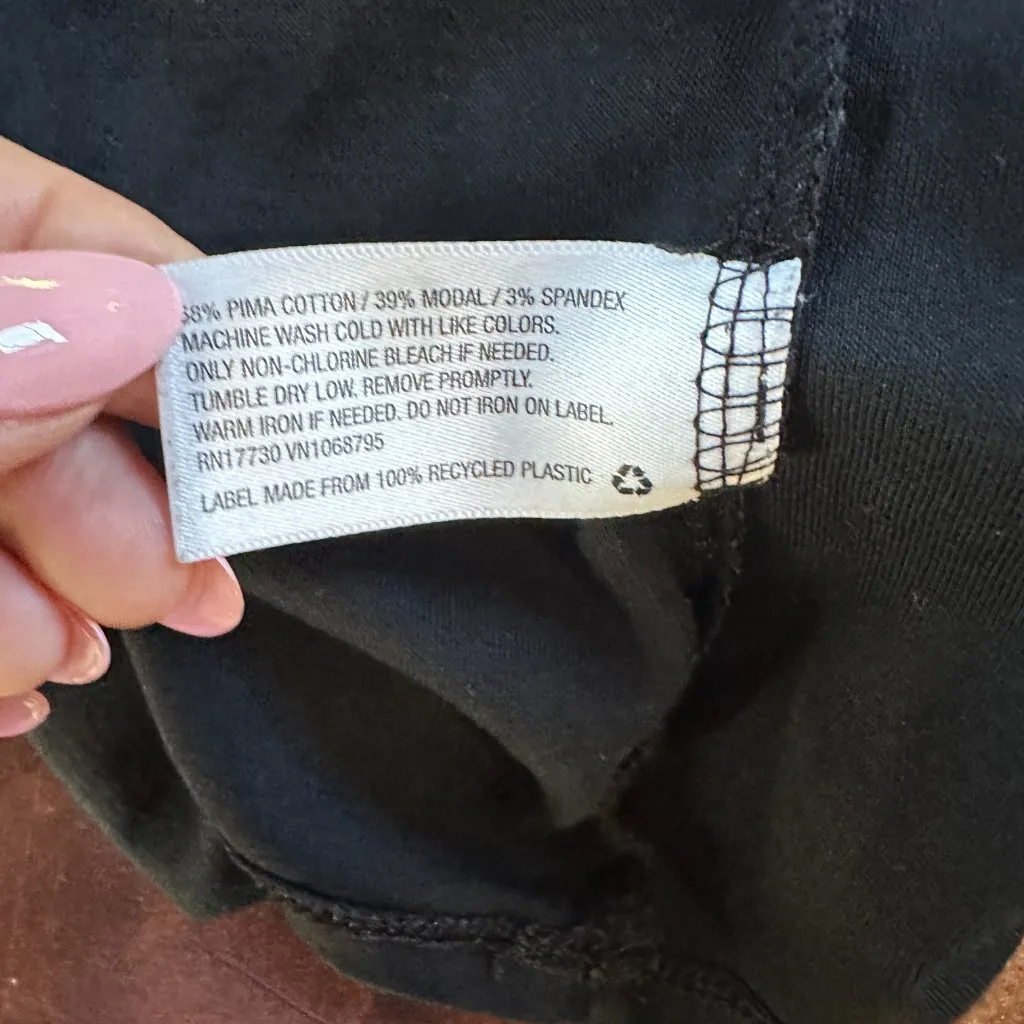 58% PIMA COTTON / 39% MODAL / 3% SPANDEX
MACHINE WASH COLD WITH LIKE COLORS.
ONLY NON-CHLORINE BLEACH IF NEEDED.
TUMBLE DRY LOW. REMOVE PROMPTLY.
WARM IRON IF NEEDED. DO NOT IRON ON LABEL.
RN17730 VN1068795
LABEL MADE FROM 100% RECYCLED PLASTIC